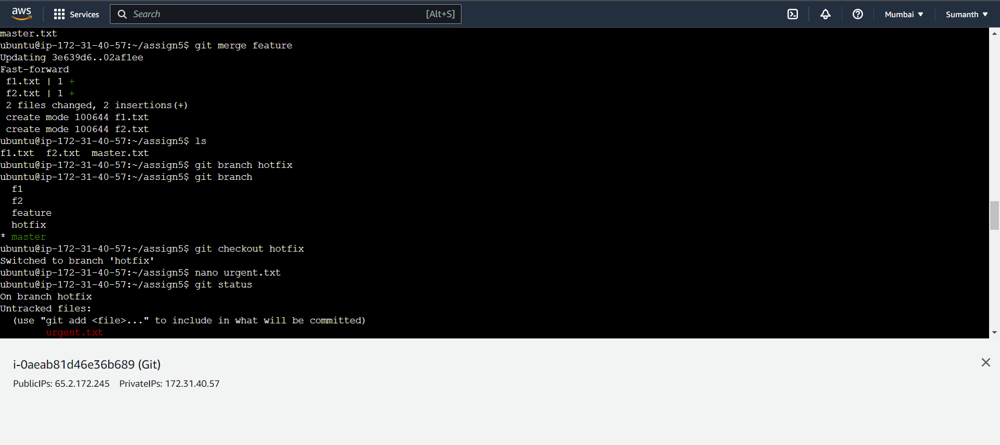 aws Services Search [Alt+S] Mumbai Sumanth
master.txt
ubuntu@ip-172-31-40-57:~/assign5$ git merge feature
Updating 3e639d6..02af1ee
Fast-forward
 f1.txt | 1 +
 f2.txt | 1 +
 2 files changed, 2 insertions(+)
 create mode 100644 f1.txt
 create mode 100644 f2.txt
ubuntu@ip-172-31-40-57:~/assign5$ ls
f1.txt  f2.txt  master.txt
ubuntu@ip-172-31-40-57:~/assign5$ git branch hotfix
ubuntu@ip-172-31-40-57:~/assign5$ git branch
  f1
  f2
  feature
  hotfix
* master
ubuntu@ip-172-31-40-57:~/assign5$ git checkout hotfix
Switched to branch 'hotfix'
ubuntu@ip-172-31-40-57:~/assign5$ nano urgent.txt
ubuntu@ip-172-31-40-57:~/assign5$ git status
On branch hotfix
Untracked files:
  (use "git add <file>..." to include in what will be committed)
        urgent.txt
i-0aeab81d46e36b689 (Git)
PublicIPs: 65.2.172.245 PrivateIPs: 172.31.40.57